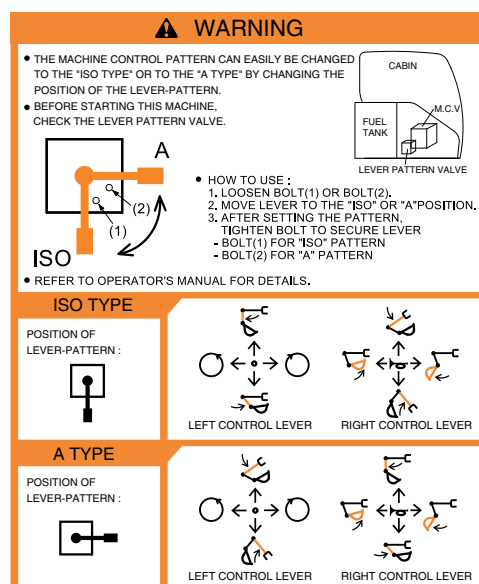 WARNING
• THE MACHINE CONTROL PATTERN CAN EASILY BE CHANGED
TO THE "ISO TYPE" OR TO THE "A TYPE" BY CHANGING THE
POSITION OF THE LEVER-PATTERN.
• BEFORE STARTING THIS MACHINE,
CHECK THE LEVER PATTERN VALVE.
CABIN
M.C.V
FUEL
TANK
LEVER PATTERN VALVE
A
(2)
(1)
ISO
• HOW TO USE :
1. LOOSEN BOLT(1) OR BOLT(2).
2. MOVE LEVER TO THE "ISO" OR "A"POSITION.
3. AFTER SETTING THE PATTERN,
TIGHTEN BOLT TO SECURE LEVER
- BOLT(1) FOR "ISO" PATTERN
- BOLT(2) FOR "A" PATTERN
• REFER TO OPERATOR'S MANUAL FOR DETAILS.
ISO TYPE
POSITION OF
LEVER-PATTERN :
LEFT CONTROL LEVER
RIGHT CONTROL LEVER
A TYPE
POSITION OF
LEVER-PATTERN :
LEFT CONTROL LEVER
RIGHT CONTROL LEVER